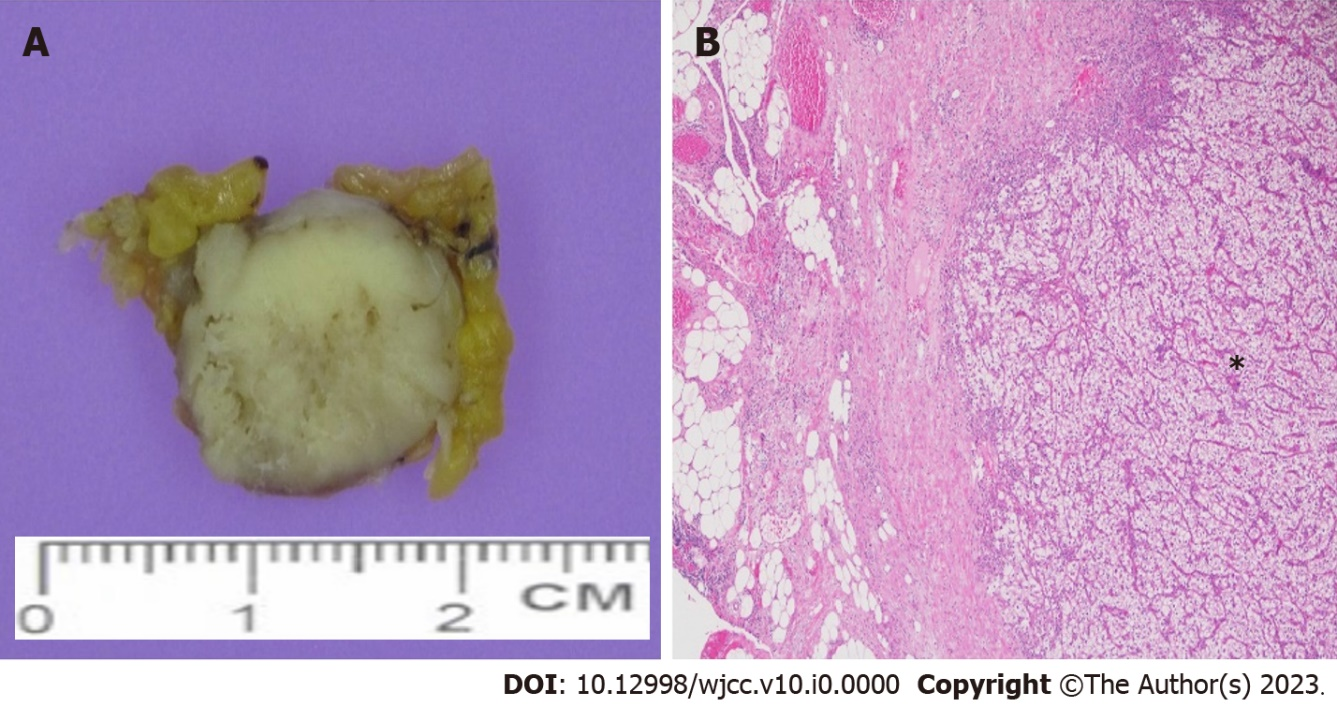 A
B
*
0 1 2 CM
DOI: 10.12998/wjcc.v10.i0.0000 Copyright ©The Author(s) 2023.